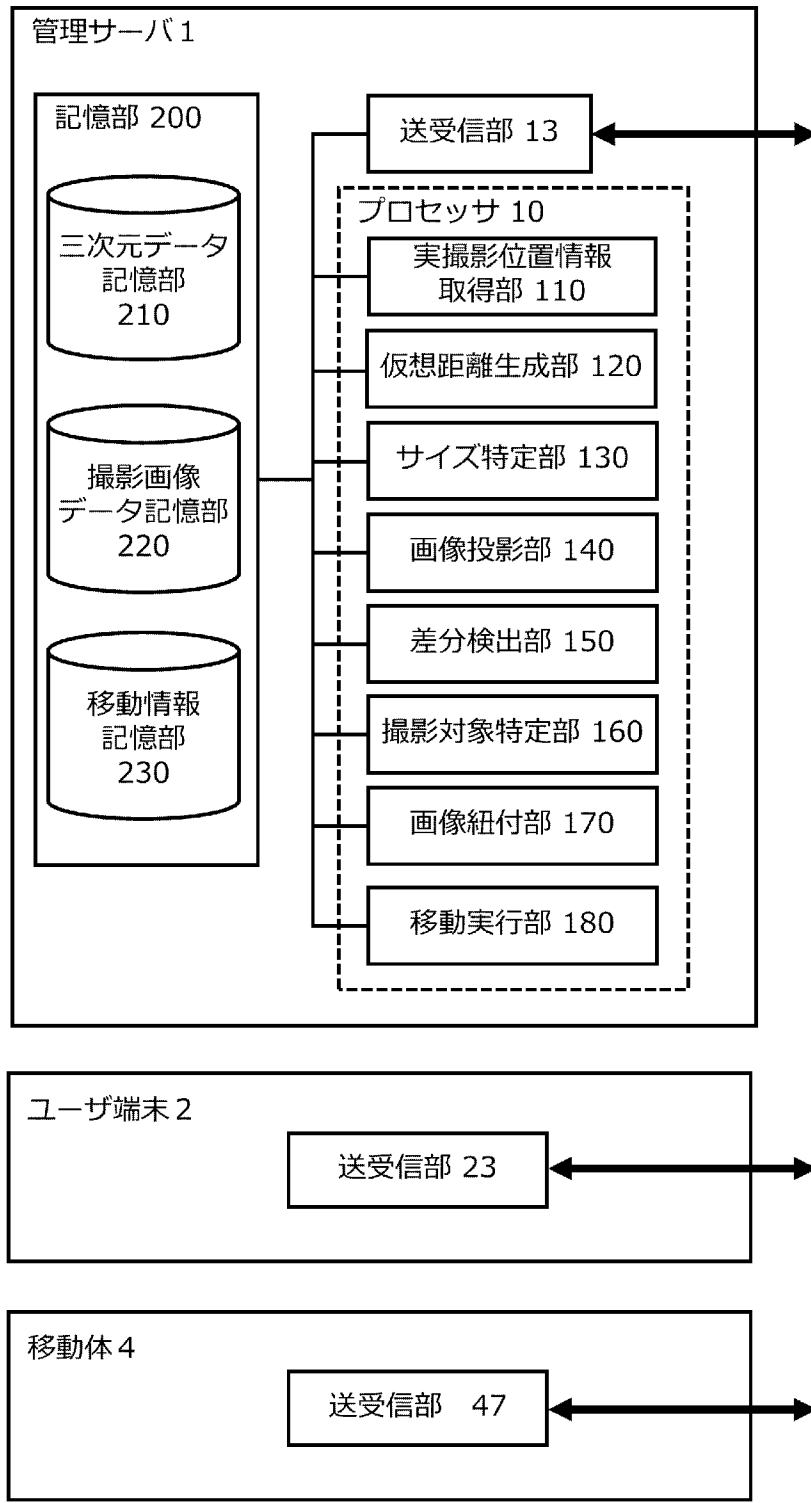 管理サーバ1
記憶部 200
三次元データ
記憶部
210
撮影画像
データ記憶部
220
移動情報
記憶部
230
送受信部 13
プロセッサ 10
実撮影位置情報
取得部 110
仮想距離生成部 120
サイズ特定部 130
画像投影部 140
差分検出部 150
撮影対象特定部 160
画像紐付部 170
移動実行部 180
ユーザ端末2
送受信部 23
移動体4
送受信部 47